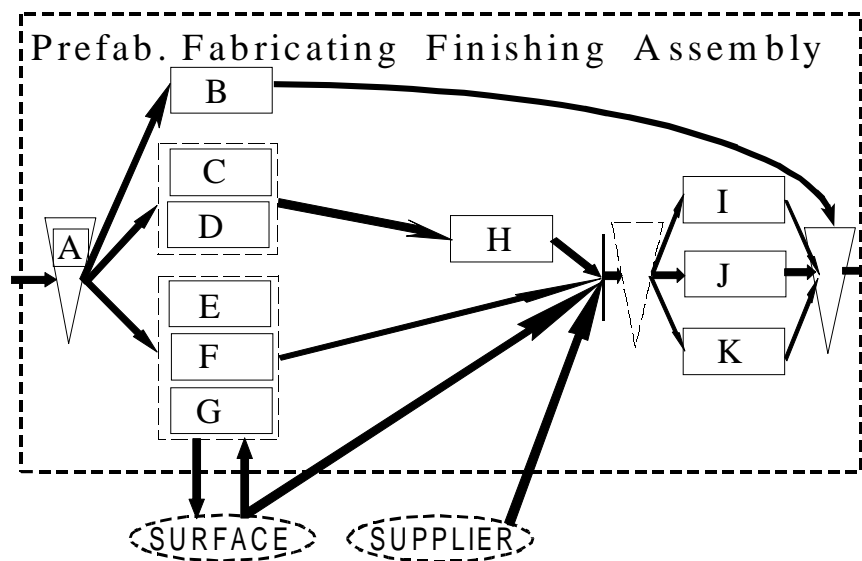 Prefab. Fabricating Finishing Assembly
B
C
D
A
H
I
E
J
F
K
G
SURFACE SUPPLIER